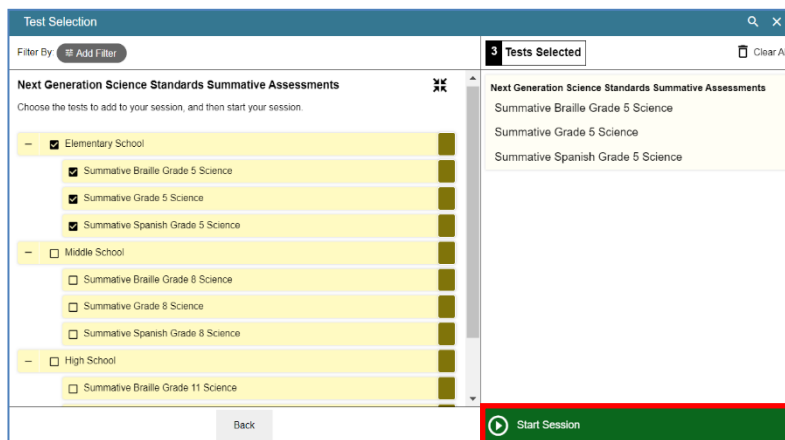 Test Selection
Filter By: Add Filter
3 Tests Selected
Clear Al
Next Generation Science Standards Summative Assessments
Choose the tests to add to your session, and then start your session.
Elementary School
Summative Braille Grade 5 Science
Summative Grade 5 Science
Summative Spanish Grade 5 Science
Middle School
Summative Braille Grade 8 Science
Summative Grade 8 Science
Summative Spanish Grade 8 Science
High School
Summative Braille Grade 11 Science
Back
Next Generation Science Standards Summative Assessments
Summative Braille Grade 5 Science
Summative Grade 5 Science
Summative Spanish Grade 5 Science
Start Session